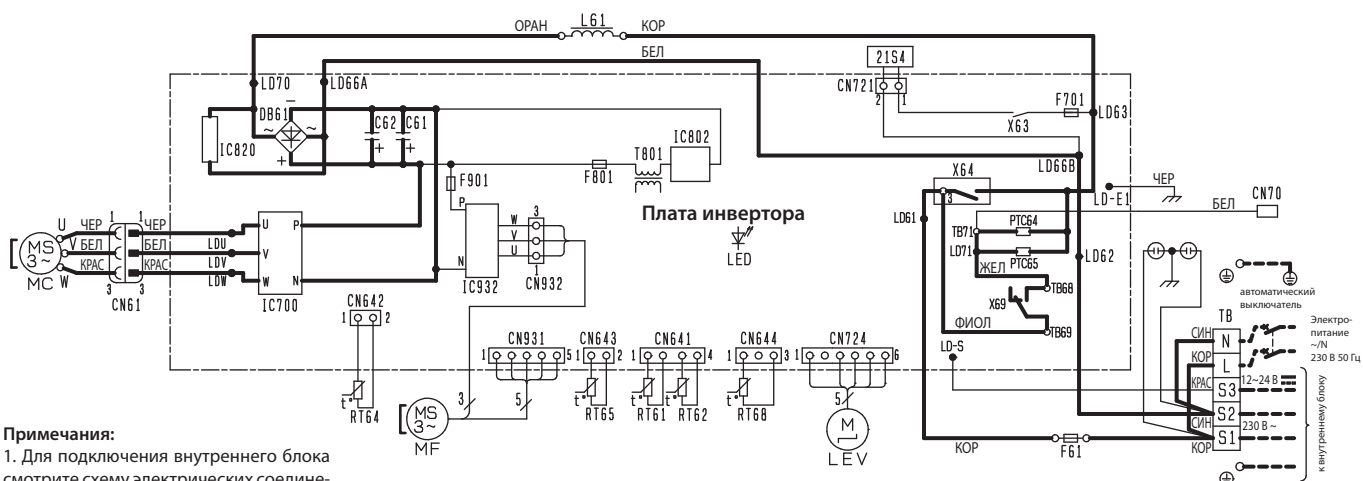 ОРАН L61 КОР
БЕЛ
21S4
LD70 LD66A
CN721
2 1
F701
X63
LD63
DB61
− ~ ~ +
C62 C61
+ +
IC820
T801 IC802
F801
F901
LD66B
X64
3
LD-E1
ЧЕР
БЕЛ
CN70
LD61
TB71
PTC64
LD71
PTC65
LD62
Плата инвертора
LED
P
W V U
3
1
N
IC932 CN932
U ЧЕР 1 1 ЧЕР LDU U P
MS 3~ V БЕЛ БЕЛ LDV V
КРАС КРАС LDW W N
MC W 3 3
CN61
IC700
ЖЕЛ
X69
TB68
ФИОЛ
TB69
LD-S
автоматический
выключатель
TB
Электро-
питание
~/N
230 В 50 Гц
СИН N
КОР L
КРАС S3 12~24 В
S2
СИН 230 В ~
S1
КОР
к внутреннему блоку
CN642
1 2
t° RT64
CN931
1 5
CN643
1 2
t° RT65
CN641
1 4
t° RT61 t° RT62
CN644
1 3
t° RT68
CN724
1 6
3 5
MS 3~
MF
5
M
LEV
КОР F61
Примечания:
1. Для подключения внутреннего блока
смотрите схему электрических соедине-